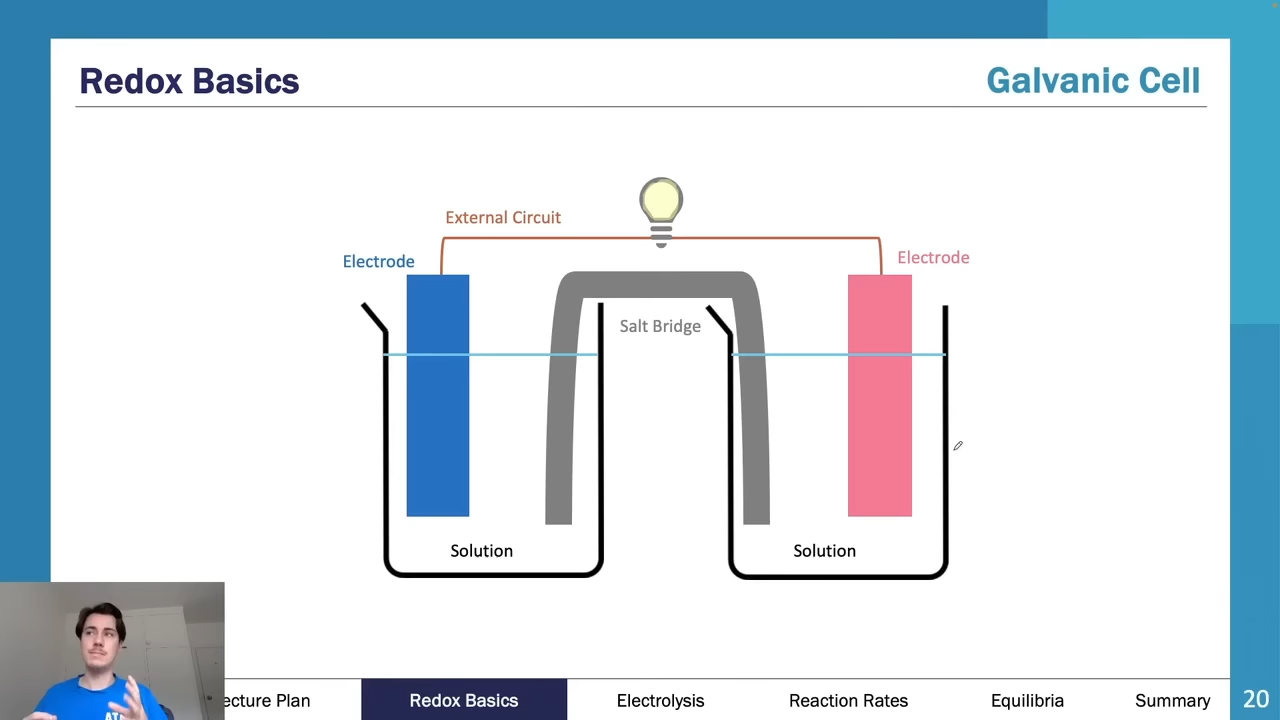 Redox Basics
Galvanic Cell
External Circuit
Electrode
Electrode
Salt Bridge
Solution
Solution
ecture Plan
Redox Basics
Electrolysis
Reaction Rates
Equilibria
Summary
20